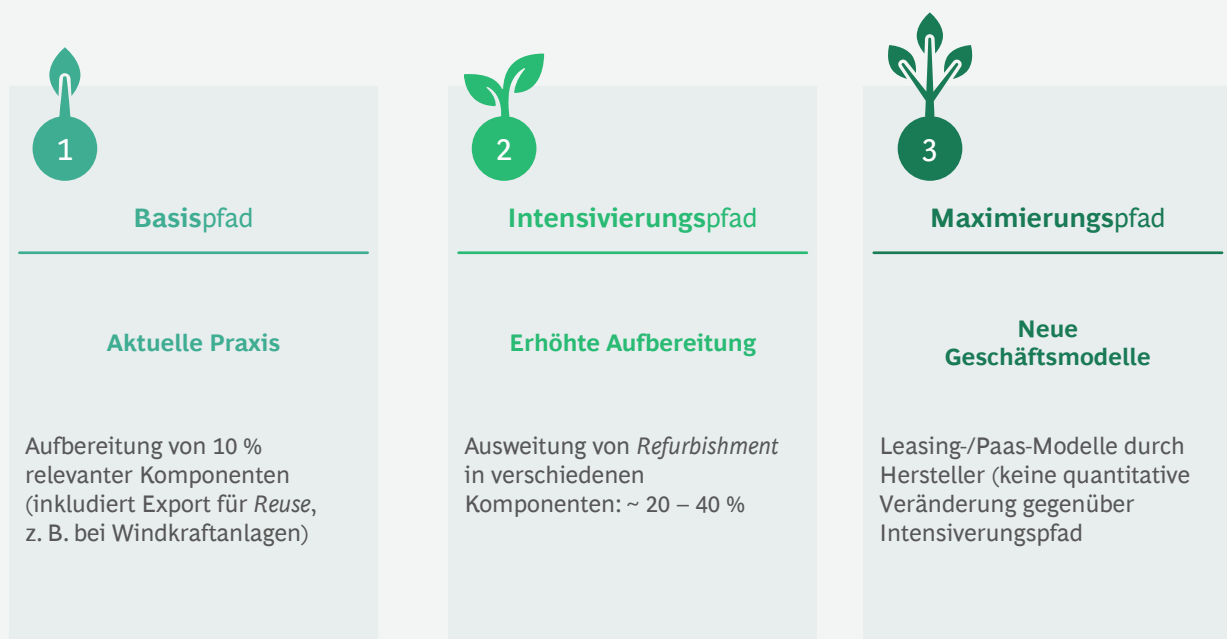 1
Basispfad
Aktuelle Praxis
Aufbereitung von 10 %
relevanter Komponenten
(inkludiert Export für Reuse,
z. B. bei Windkraftanlagen)
2
Intensivierungspfad
Erhöhte Aufbereitung
Ausweitung von Refurbishment
in verschiedenen
Komponenten: ~ 20 – 40 %
3
Maximierungspfad
Neue
Geschäftsmodelle
Leasing-/Paas-Modelle durch
Hersteller (keine quantitative
Veränderung gegenüber
Intensiverungspfad